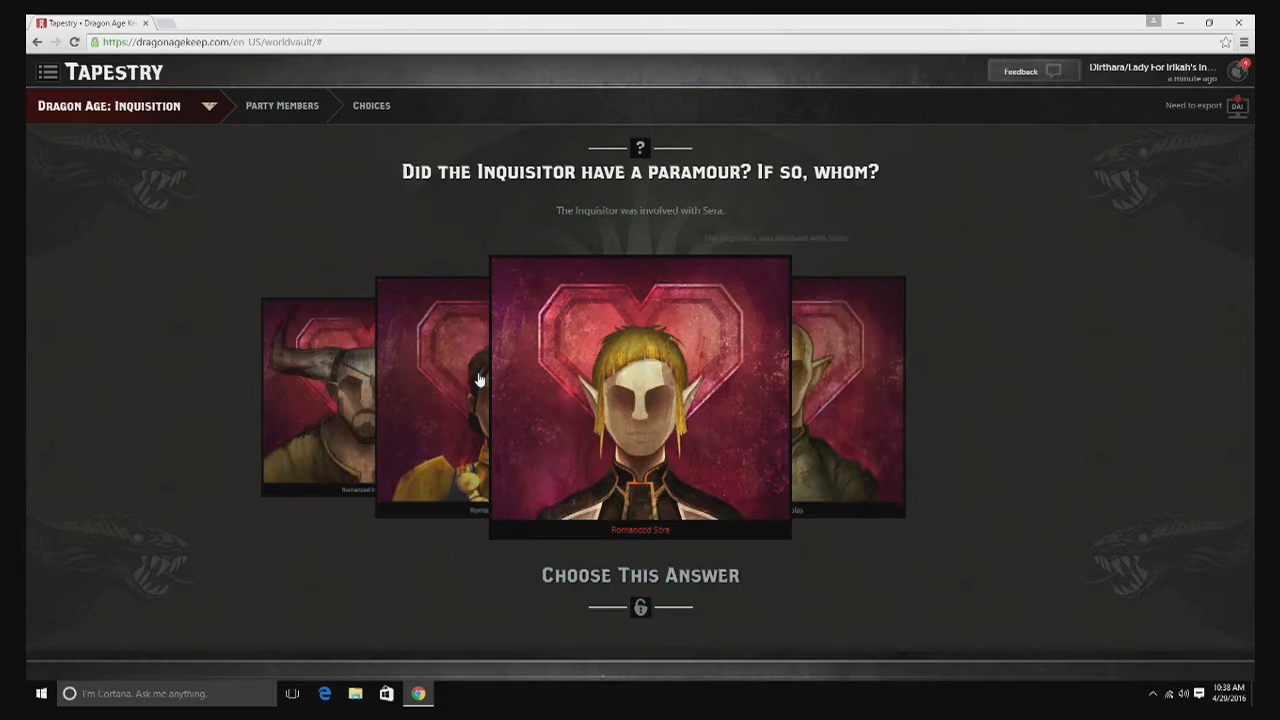 Tapestry • Dragon Age Ke
https://dragonagekeep.com/en_US/worldvault/#
TAPESTRY
Feedback
Dirthara/Lady For Irikah's In...
a minute ago
DRAGON AGE: INQUISITION
PARTY MEMBERS
CHOICES
Need to export
DAI
?
DID THE INQUISITOR HAVE A PARAMOUR? IF SO, WHOM?
The Inquisitor was involved with Sera.
Romanced Sera
CHOOSE THIS ANSWER
I'm Cortana. Ask me anything.
10:38 AM
4/29/2016